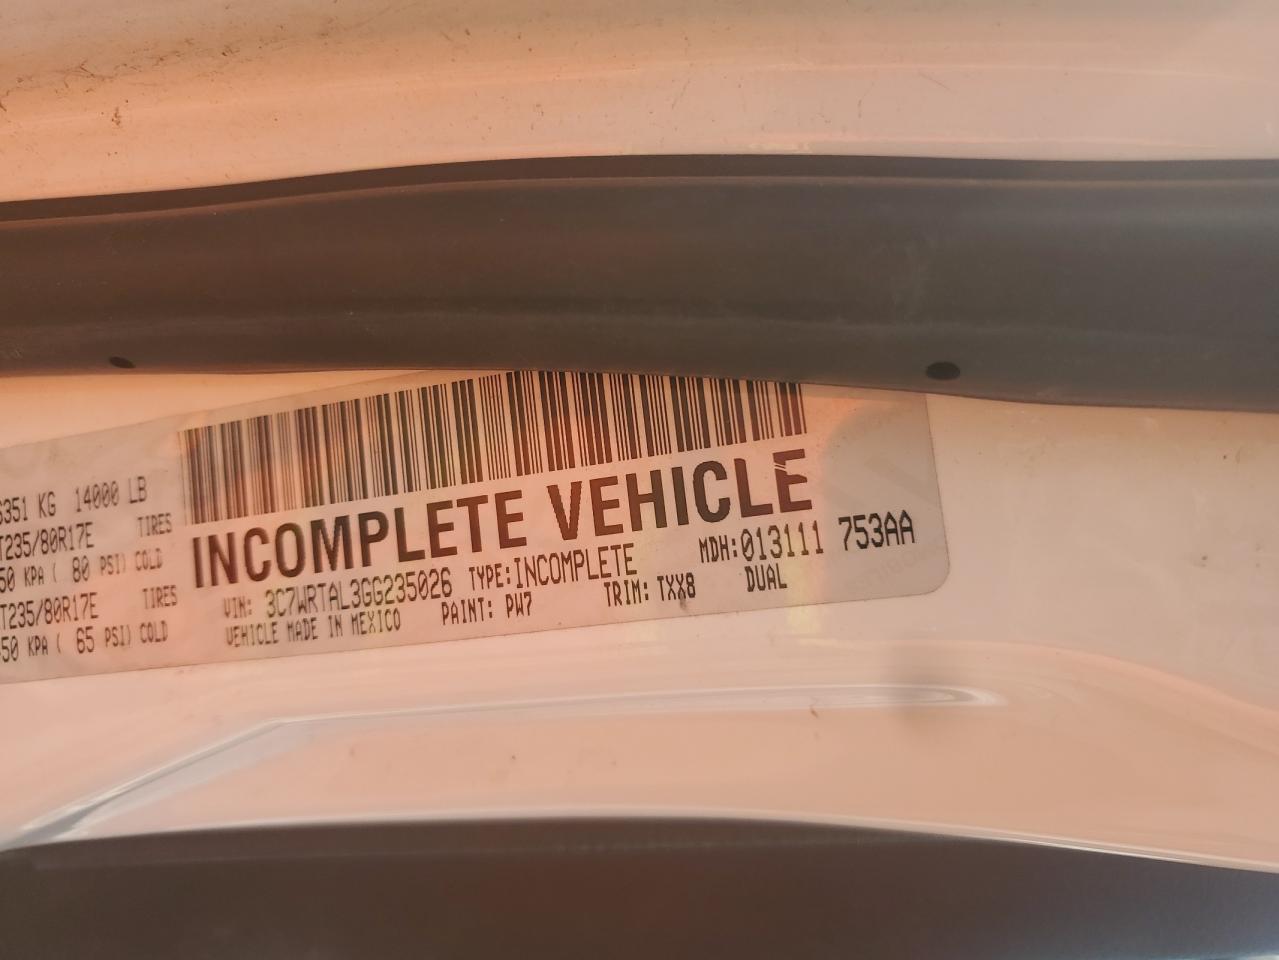 6351 KG 14000 LB
T235/80R17E TIRES
50 KPA ( 80 PSI) COLD
T235/80R17E TIRES
50 KPA ( 65 PSI) COLD
INCOMPLETE VEHICLE
VIN: 3C7WRTAL3GG235026 TYPE:INCOMPLETE MDH:013111 753AA
VEHICLE MADE IN MEXICO PAINT: PW7 TRIM: TXX8 DUAL